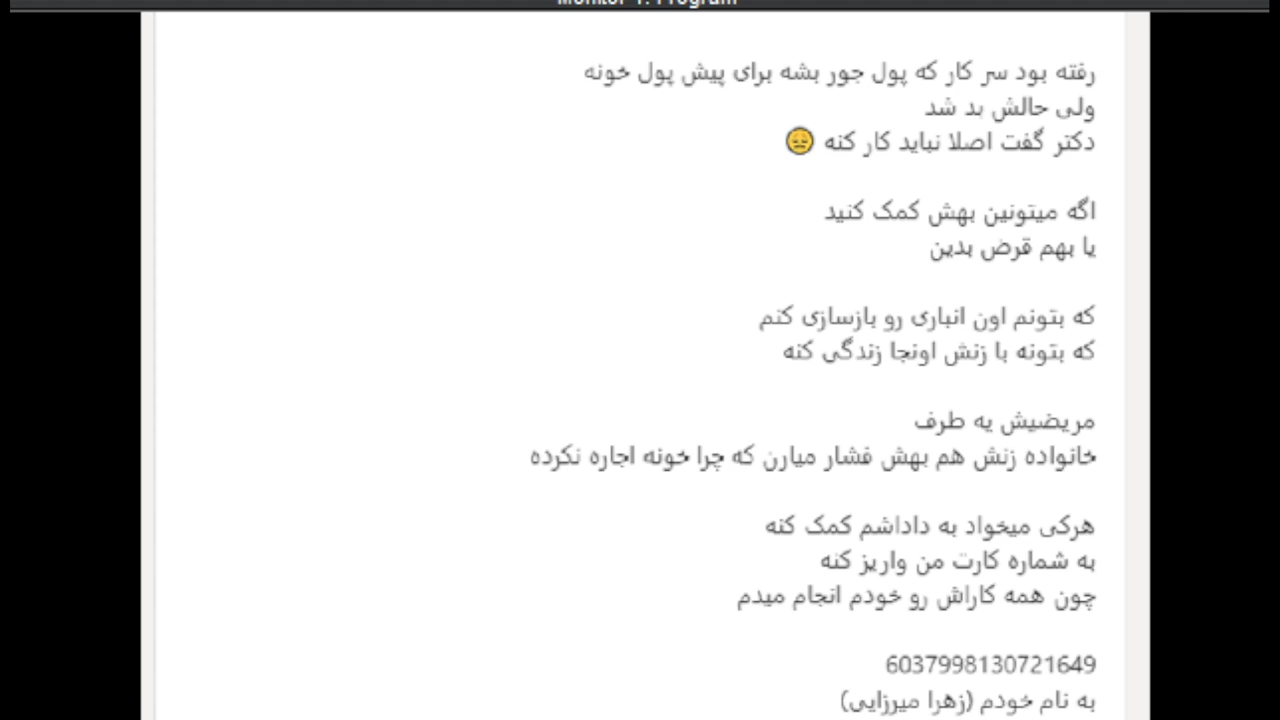 Monitor 1: Program
رفته بود سر کار که پول جور بشه برای پیش پول خونه
ولی حالش بد شد
دکتر گفت اصلا نباید کار کنه 😞
اگه میتونین بهش کمک کنید
یا بهم قرض بدین
که بتونم اون انباری رو بازسازی کنم
که بتونه با زنش اونجا زندگی کنه
مریضیش یه طرف
خانواده زنش هم بهش فشار میارن که چرا خونه اجاره نکرده
هرکی میخواد به داداشم کمک کنه
به شماره کارت من واریز کنه
چون همه کاراش رو خودم انجام میدم
6037998130721649
به نام خودم (زهرا میرزایی)